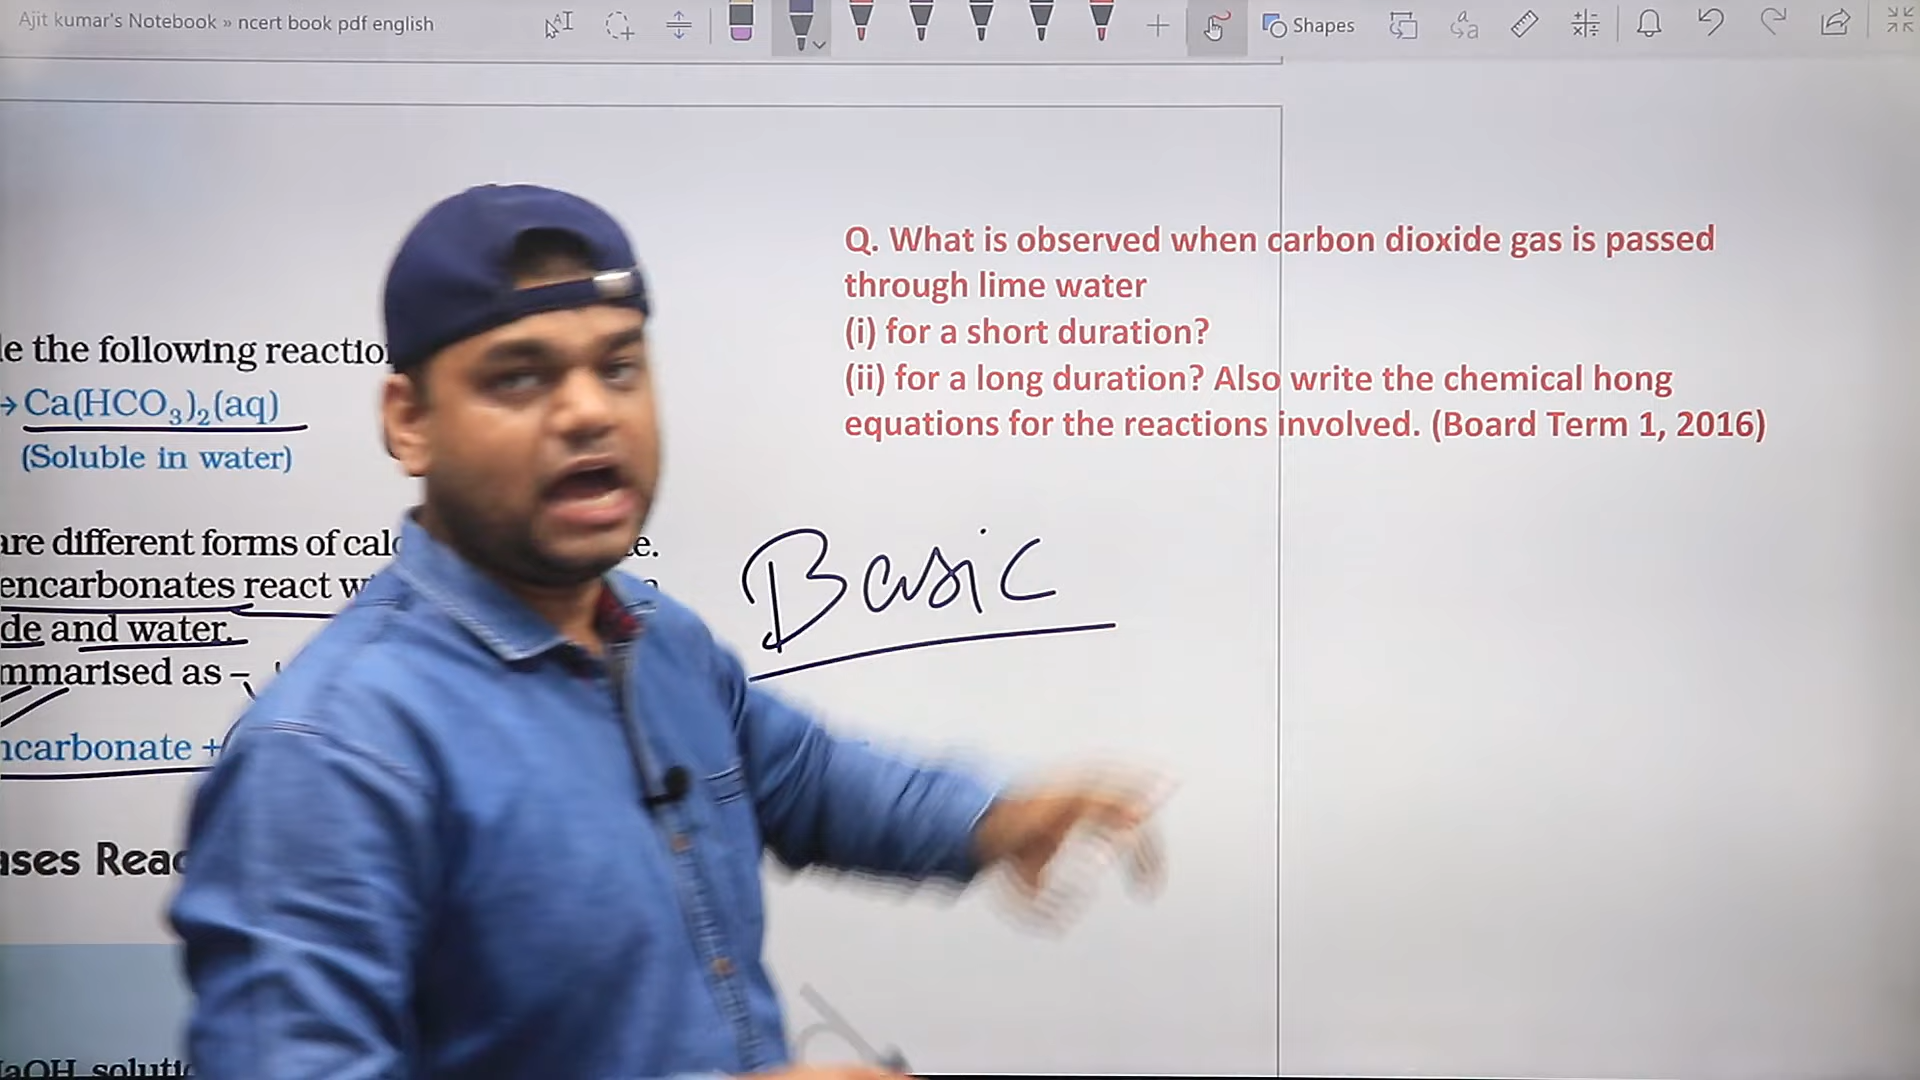 Ajit kumar's Notebook » ncert book pdf english
Shapes
Q. What is observed when carbon dioxide gas is passed
through lime water
(i) for a short duration?
(ii) for a long duration? Also write the chemical hong
equations for the reactions involved. (Board Term 1, 2016)
le the following reactio
→ Ca(HCO₃)₂(aq)
(Soluble in water)
are different forms of calc e.
encarbonates react w
de and water.
mmarised as –
ncarbonate +
Basic
ases Reac
NaOH solutio